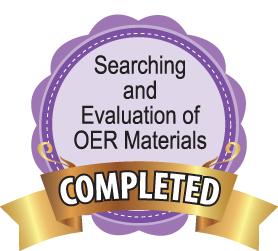 Searching
and
Evaluation of
OER Materials
COMPLETED